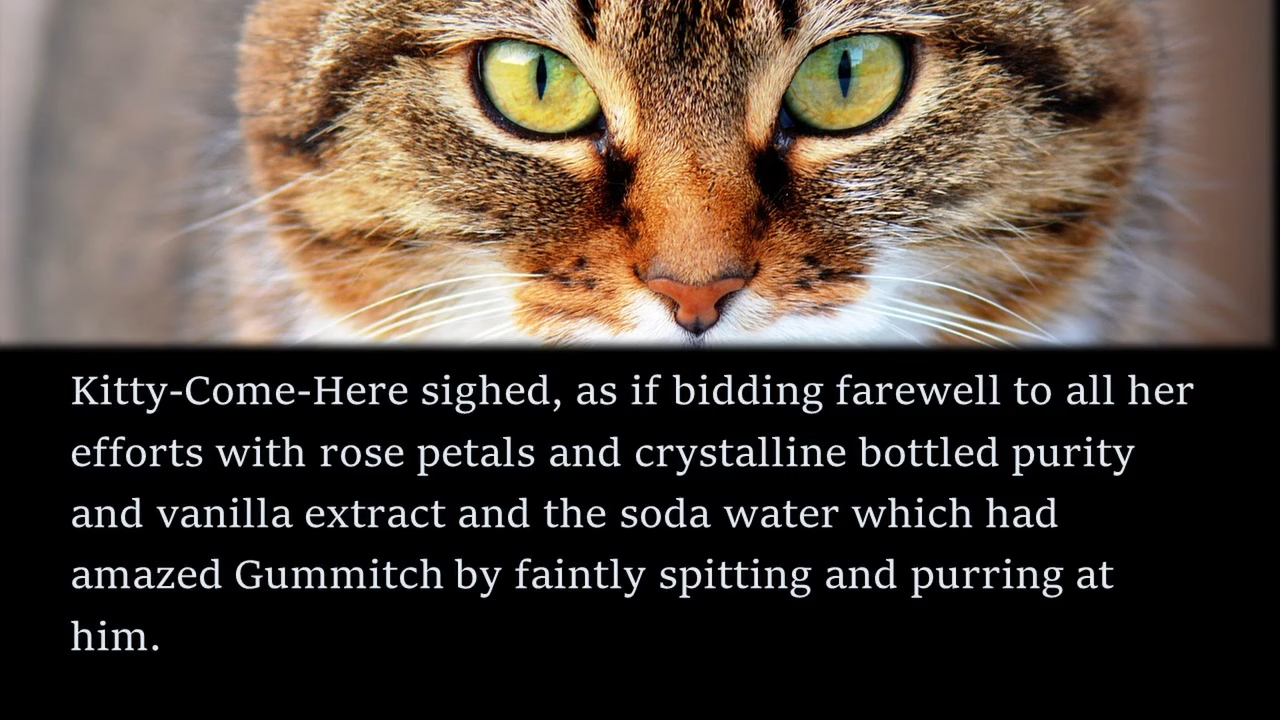 Kitty-Come-Here sighed, as if bidding farewell to all her
efforts with rose petals and crystalline bottled purity
and vanilla extract and the soda water which had
amazed Gummitch by faintly spitting and purring at
him.